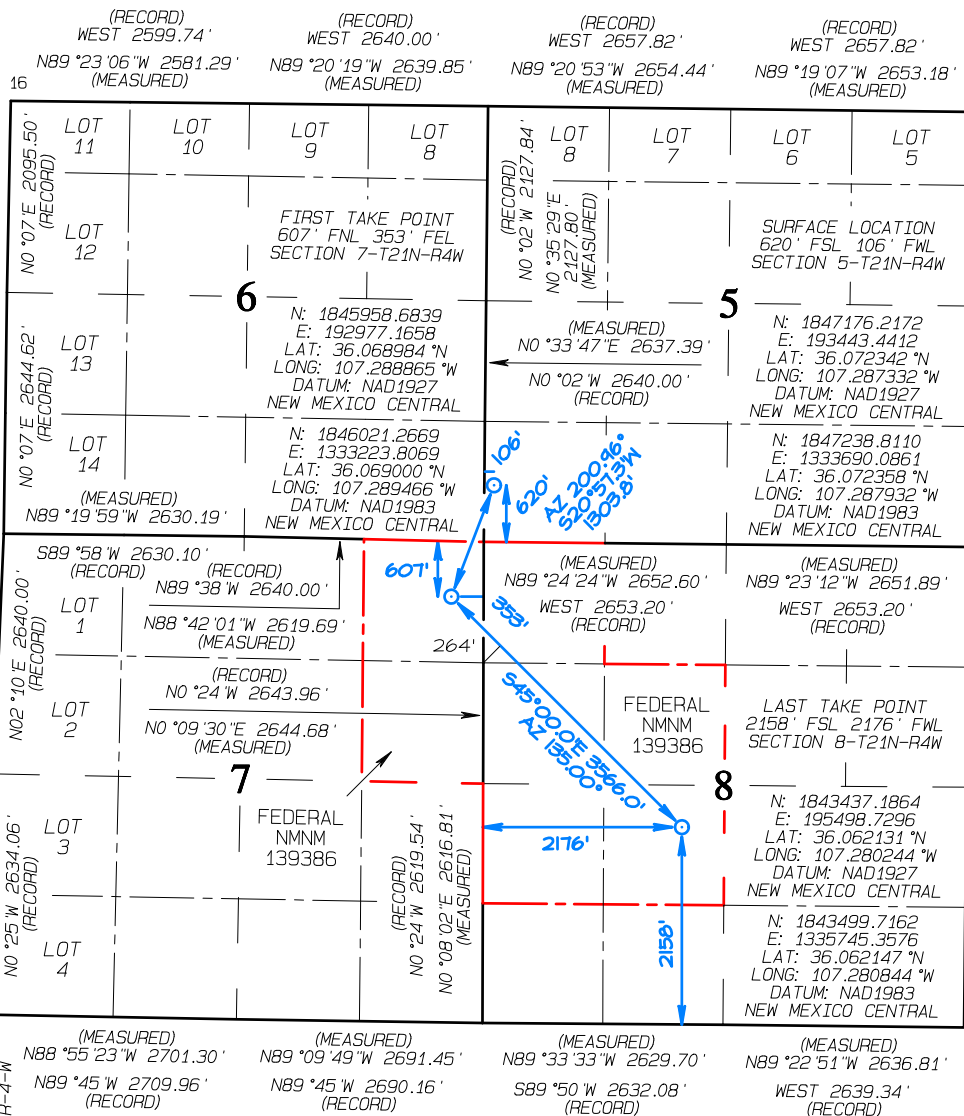 (RECORD)
WEST 2599.74'
N89°23'06"W 2581.29'
(MEASURED)
(RECORD)
WEST 2640.00'
N89°20'19"W 2639.85'
(MEASURED)
(RECORD)
WEST 2657.82'
N89°20'53"W 2654.44'
(MEASURED)
(RECORD)
WEST 2657.82'
N89°19'07"W 2653.18'
(MEASURED)
16
LOT
11
LOT
10
LOT
9
LOT
8
LOT
8
LOT
7
LOT
6
LOT
5
N0°07'E 2095.50'
(RECORD)
(RECORD)
N0°02'W 2127.84'
N0°35'29"E
2127.80'
(MEASURED)
LOT
12
FIRST TAKE POINT
607' FNL 353' FEL
SECTION 7-T21N-R4W
SURFACE LOCATION
620' FSL 106' FWL
SECTION 5-T21N-R4W
6
5
N0°07'E 2644.62'
(RECORD)
LOT
13
N: 1845958.6839
E: 192977.1658
LAT: 36.068984°N
LONG: 107.288865°W
DATUM: NAD1927
NEW MEXICO CENTRAL
(MEASURED)
N0°33'47"E 2637.39'
N0°02'W 2640.00'
(RECORD)
N: 1847176.2172
E: 193443.4412
LAT: 36.072342°N
LONG: 107.287332°W
DATUM: NAD1927
NEW MEXICO CENTRAL
LOT
14
N: 1846021.2669
E: 1333223.8069
LAT: 36.069000°N
LONG: 107.289466°W
DATUM: NAD1983
NEW MEXICO CENTRAL
106'
620'
AZ 200.96°
S20°57.3'W
1303.8'
N: 1847238.8110
E: 1333690.0861
LAT: 36.072358°N
LONG: 107.287932°W
DATUM: NAD1983
NEW MEXICO CENTRAL
(MEASURED)
N89°19'59"W 2630.19'
S89°58'W 2630.10'
(RECORD)
(RECORD)
N89°38'W 2640.00'
N88°42'01"W 2619.69'
(MEASURED)
607'
353'
264'
(MEASURED)
N89°24'24"W 2652.60'
WEST 2653.20'
(RECORD)
(MEASURED)
N89°23'12"W 2651.89'
WEST 2653.20'
(RECORD)
N02°10'E 2640.00'
(RECORD)
LOT
1
LOT
2
(RECORD)
N0°24'W 2643.96'
N0°09'30"E 2644.68'
(MEASURED)
S45°00.0'E 3566.0'
AZ 135.00°
FEDERAL
NMNM
139386
LAST TAKE POINT
2158' FSL 2176' FWL
SECTION 8-T21N-R4W
7
8
N0°25'W 2634.06'
(RECORD)
LOT
3
FEDERAL
NMNM
139386
(RECORD)
N0°24'W 2619.54'
N0°08'02"E 2616.81'
(MEASURED)
2176'
2158'
N: 1843437.1864
E: 195498.7296
LAT: 36.062131°N
LONG: 107.280244°W
DATUM: NAD1927
NEW MEXICO CENTRAL
LOT
4
N: 1843499.7162
E: 1335745.3576
LAT: 36.062147°N
LONG: 107.280844°W
DATUM: NAD1983
NEW MEXICO CENTRAL
R-4-W
(MEASURED)
N88°55'23"W 2701.30'
N89°45'W 2709.96'
(RECORD)
(MEASURED)
N89°09'49"W 2691.45'
N89°45'W 2690.16'
(RECORD)
(MEASURED)
N89°33'33"W 2629.70'
S89°50'W 2632.08'
(RECORD)
(MEASURED)
N89°22'51"W 2636.81'
WEST 2639.34'
(RECORD)